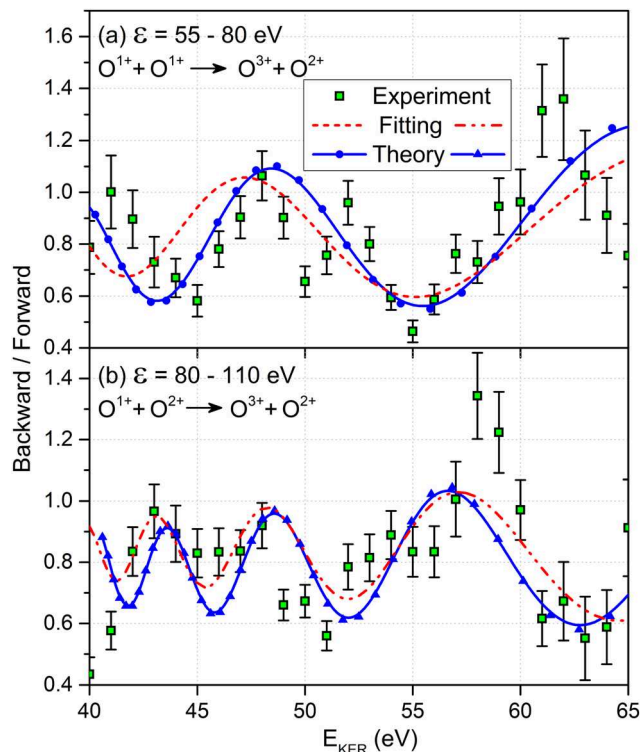 (a) ε = 55 - 80 eV
O¹⁺ + O¹⁺ → O³⁺ + O²⁺
Experiment
Fitting
Theory
1.6
1.4
1.2
1.0
0.8
0.6
0.4
Backward / Forward
(b) ε = 80 - 110 eV
O¹⁺ + O²⁺ → O³⁺ + O²⁺
1.4
1.2
1.0
0.8
0.6
0.4
40 45 50 55 60 65
E_KER (eV)